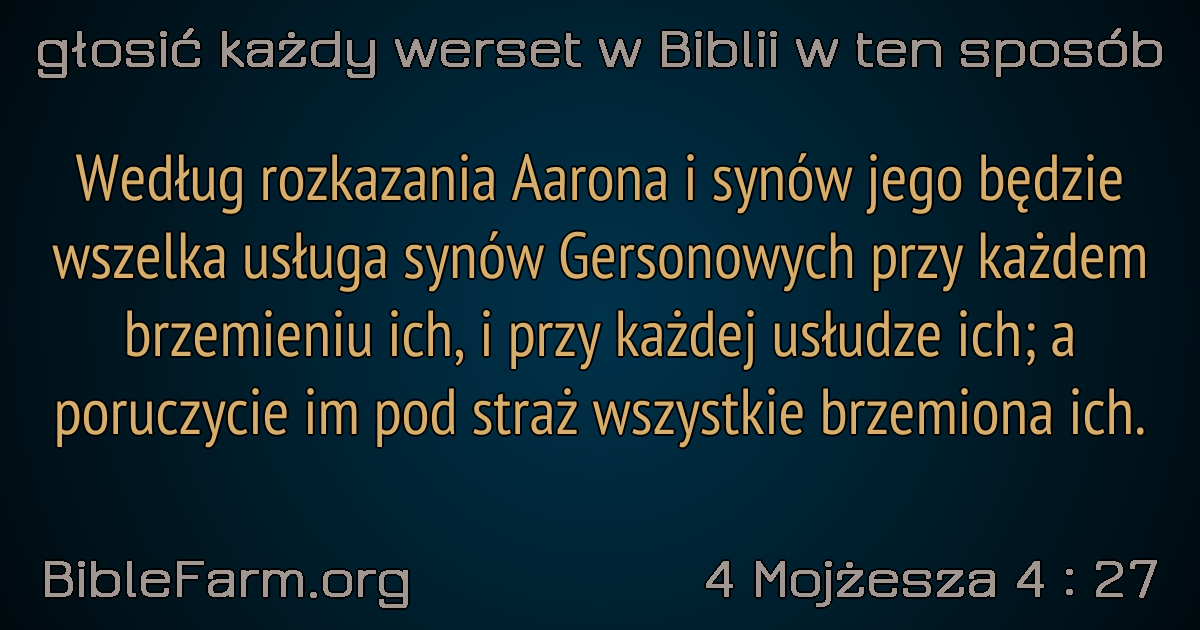 głosić każdy werset w Biblii w ten sposób
Według rozkazania Aarona i synów jego będzie
wszelka usługa synów Gersonowych przy każdem
brzemieniu ich, i przy każdej usłudze ich; a
poruczycie im pod straż wszystkie brzemiona ich.
BibleFarm.org
4 Mojżesza 4 : 27